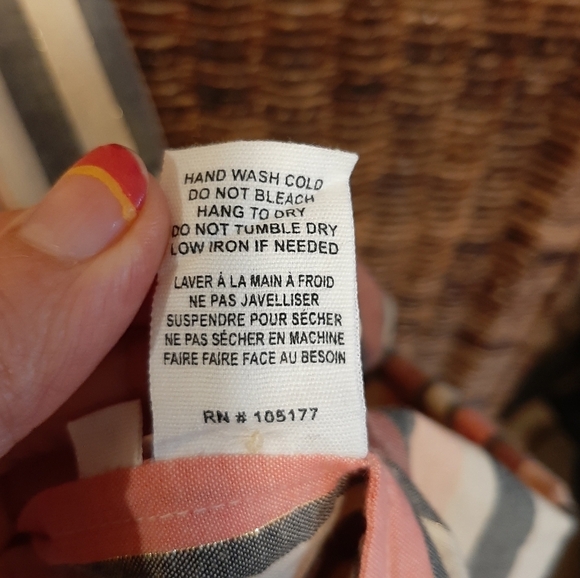 HAND WASH COLD
DO NOT BLEACH
HANG TO DRY
DO NOT TUMBLE DRY
LOW IRON IF NEEDED
LAVER À LA MAIN À FROID
NE PAS JAVELLISER
SUSPENDRE POUR SÉCHER
NE PAS SÉCHER EN MACHINE
FAIRE FAIRE FACE AU BESOIN
RN # 105177